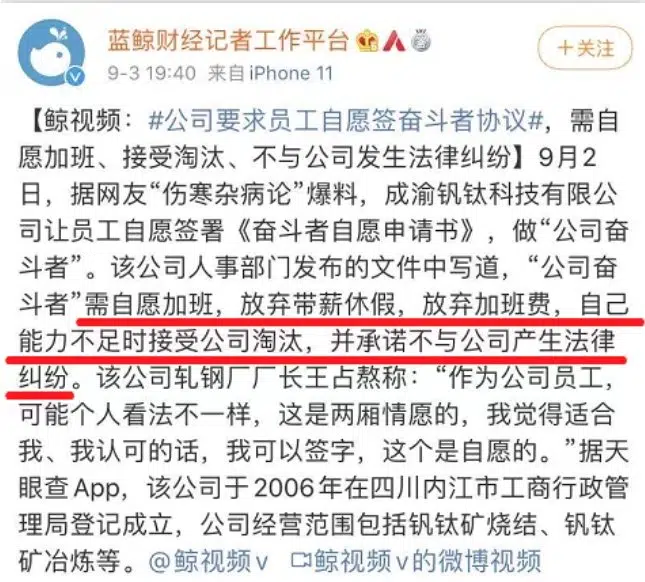 蓝鲸财经记者工作平台
+关注
9-3 19:40 来自 iPhone 11
【鲸视频：#公司要求员工自愿签奋斗者协议#，需自
愿加班、接受淘汰、不与公司发生法律纠纷】9月2
日，据网友“伤寒杂病论”爆料，成渝钒钛科技有限公
司让员工自愿签署《奋斗者自愿申请书》，做“公司奋
斗者”。该公司人事部门发布的文件中写道，“公司奋
斗者”需自愿加班，放弃带薪休假，放弃加班费，自己
能力不足时接受公司淘汰，并承诺不与公司产生法律
纠纷。该公司轧钢厂厂长王占熬称：“作为公司员工，
可能个人看法不一样，这是两厢情愿的，我觉得适合
我、我认可的话，我可以签字，这个是自愿的。”据天
眼查App，该公司于2006年在四川内江市工商行政管
理局登记成立，公司经营范围包括钒钛矿烧结、钒钛
矿冶炼等。@鲸视频v 鲸视频v的微博视频